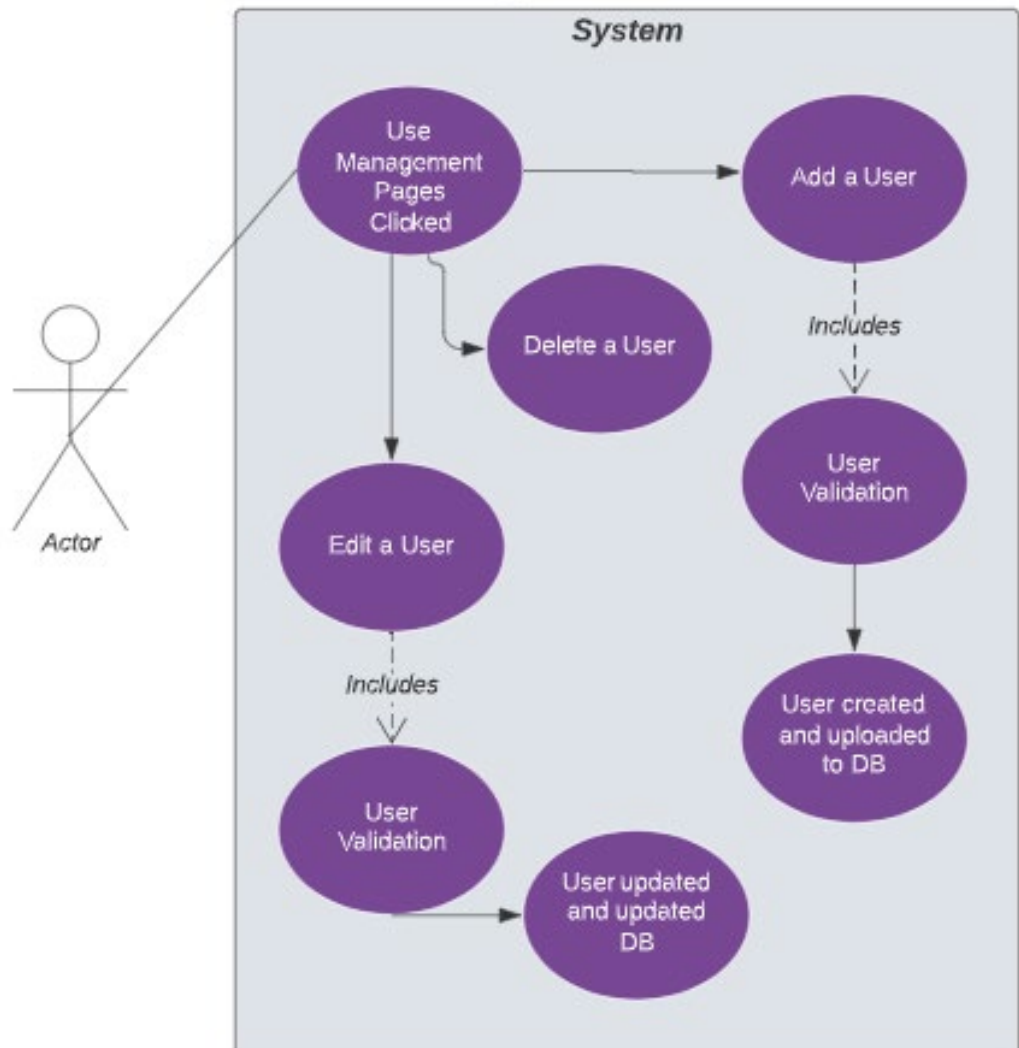 System
Use
Management
Pages
Clicked
Add a User
Delete a User
Includes
User
Validation
Actor
Edit a User
Includes
User created
and uploaded
to DB
User
Validation
User updated
and updated
DB